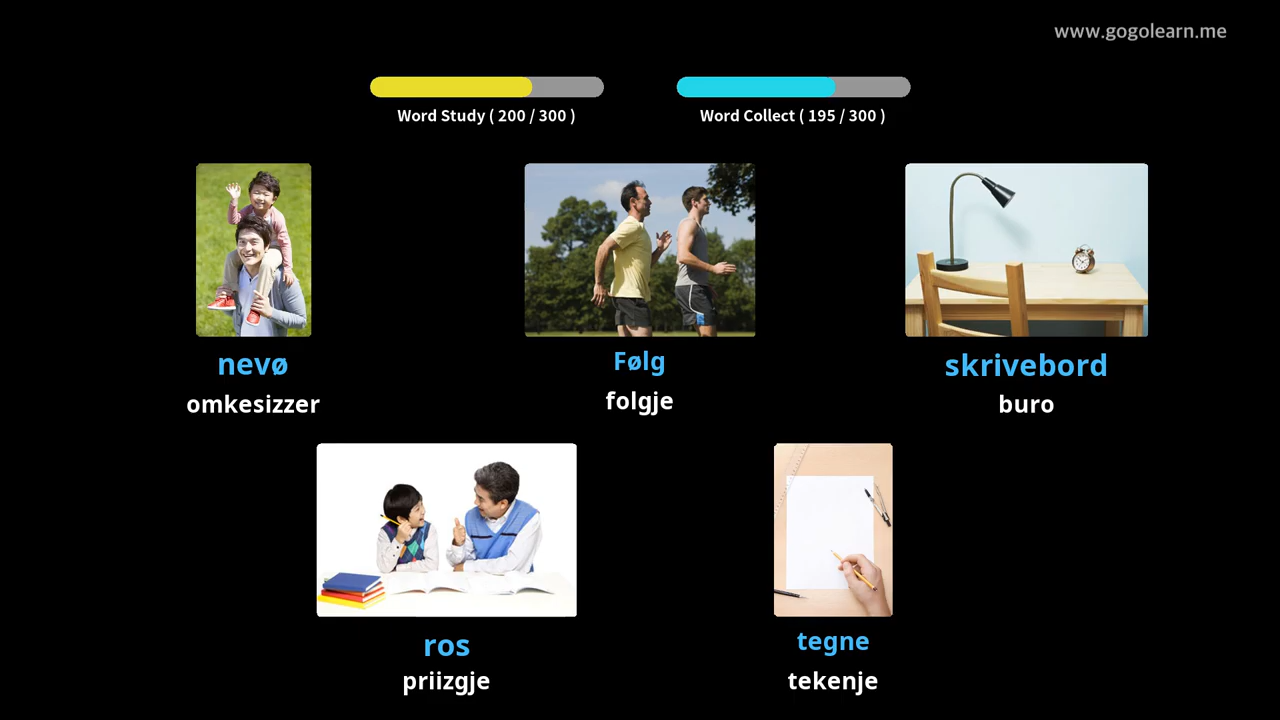 www.gogolearn.me
Word Study ( 200 / 300 )
Word Collect ( 195 / 300 )
nevø
omkesizzer
Følg
folgje
skrivebord
buro
ros
priizgje
tegne
tekenje